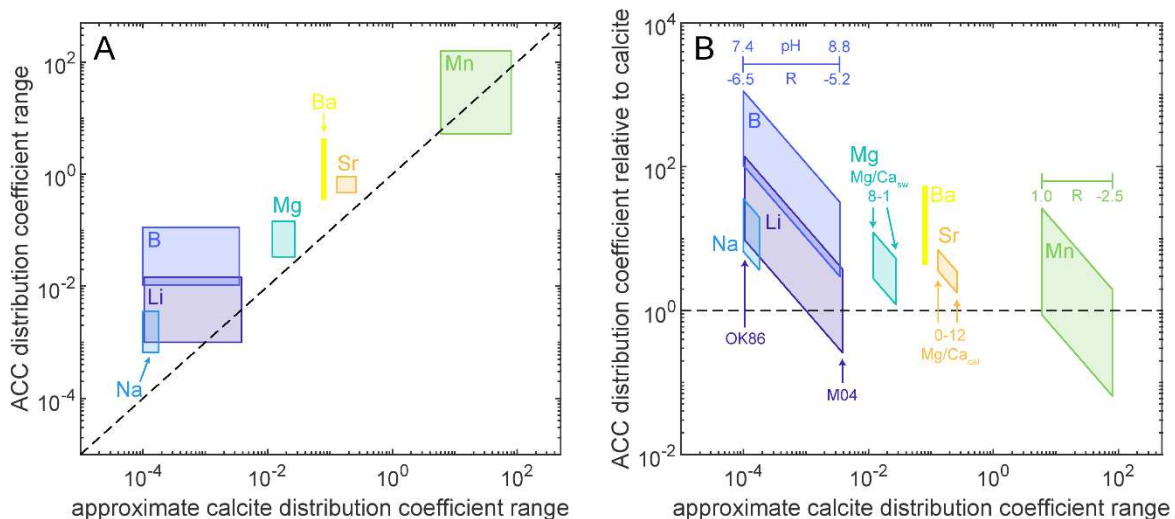 A
ACC distribution coefficient range
10^2
10^0
10^-2
10^-4
Mn
Ba
Sr
Mg
B
Li
Na
10^-4
10^-2
10^0
10^2
approximate calcite distribution coefficient range
B
ACC distribution coefficient relative to calcite
10^4
10^2
10^0
10^-2
7.4 pH 8.8
-6.5 R -5.2
B
Mg
Mg/Ca_sw
8-1
Ba
Sr
1.0 R -2.5
Mn
Na
Li
OK86
M04
0-12
Mg/Ca_cal
10^-4
10^-2
10^0
10^2
approximate calcite distribution coefficient range